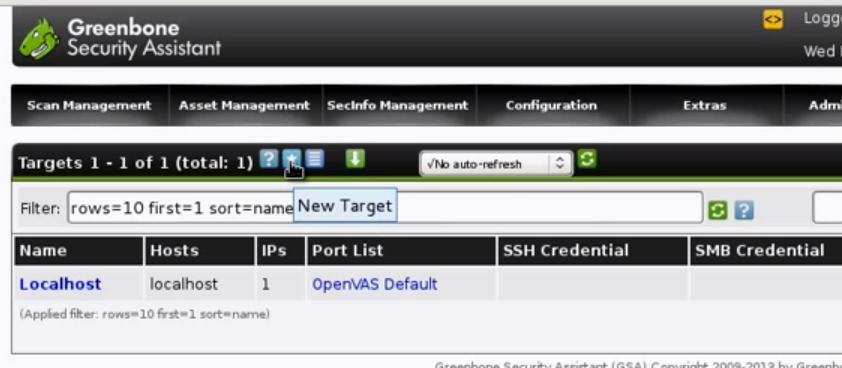 Greenbone
Security Assistant
<>
Wed
Scan Management Asset Management SecInfo Management Configuration Extras
Targets 1 - 1 of 1 (total: 1) ? √No auto-refresh
Filter: rows=10 first=1 sort=name New Target ?
Name Hosts IPs Port List SSH Credential SMB Credential
Localhost localhost 1 OpenVAS Default
(Applied filter: rows=10 first=1 sort=name)
Greenbone Security Assistant (GSA) Copyright 2009-2013 by